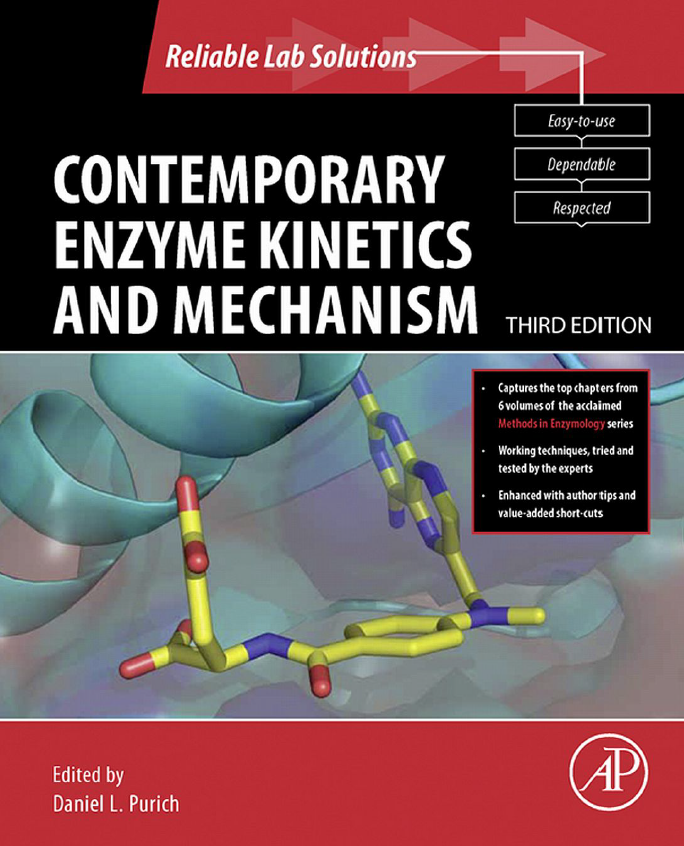 Reliable Lab Solutions
Easy-to-use
Dependable
Respected
CONTEMPORARY
ENZYME KINETICS
AND MECHANISM
THIRD EDITION
• Captures the top chapters from
6 volumes of the acclaimed
Methods in Enzymology series
• Working techniques, tried and
tested by the experts
• Enhanced with author tips and
value-added short-cuts
Edited by
Daniel L. Purich
AP